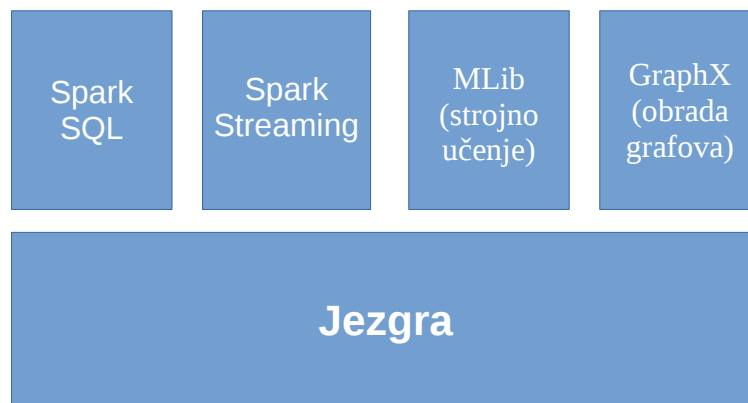 Spark
SQL
Spark
Streaming
MLib
(strojno
učenje)
GraphX
(obrada
grafova)
Jezgra